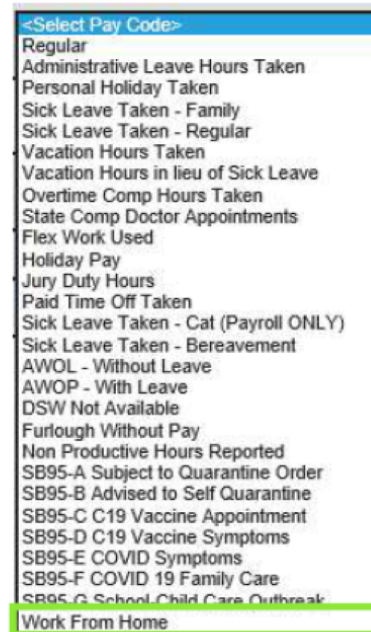 <Select Pay Code>
Regular
Administrative Leave Hours Taken
Personal Holiday Taken
Sick Leave Taken - Family
Sick Leave Taken - Regular
Vacation Hours Taken
Vacation Hours in lieu of Sick Leave
Overtime Comp Hours Taken
State Comp Doctor Appointments
Flex Work Used
Holiday Pay
Jury Duty Hours
Paid Time Off Taken
Sick Leave Taken - Cat (Payroll ONLY)
Sick Leave Taken - Bereavement
AWOL - Without Leave
AWOP - With Leave
DSW Not Available
Furlough Without Pay
Non Productive Hours Reported
SB95-A Subject to Quarantine Order
SB95-B Advised to Self Quarantine
SB95-C C19 Vaccine Appointment
SB95-D C19 Vaccine Symptoms
SB95-E COVID Symptoms
SB95-F COVID 19 Family Care
SB95-G School-Child Care Outbreak
Work From Home